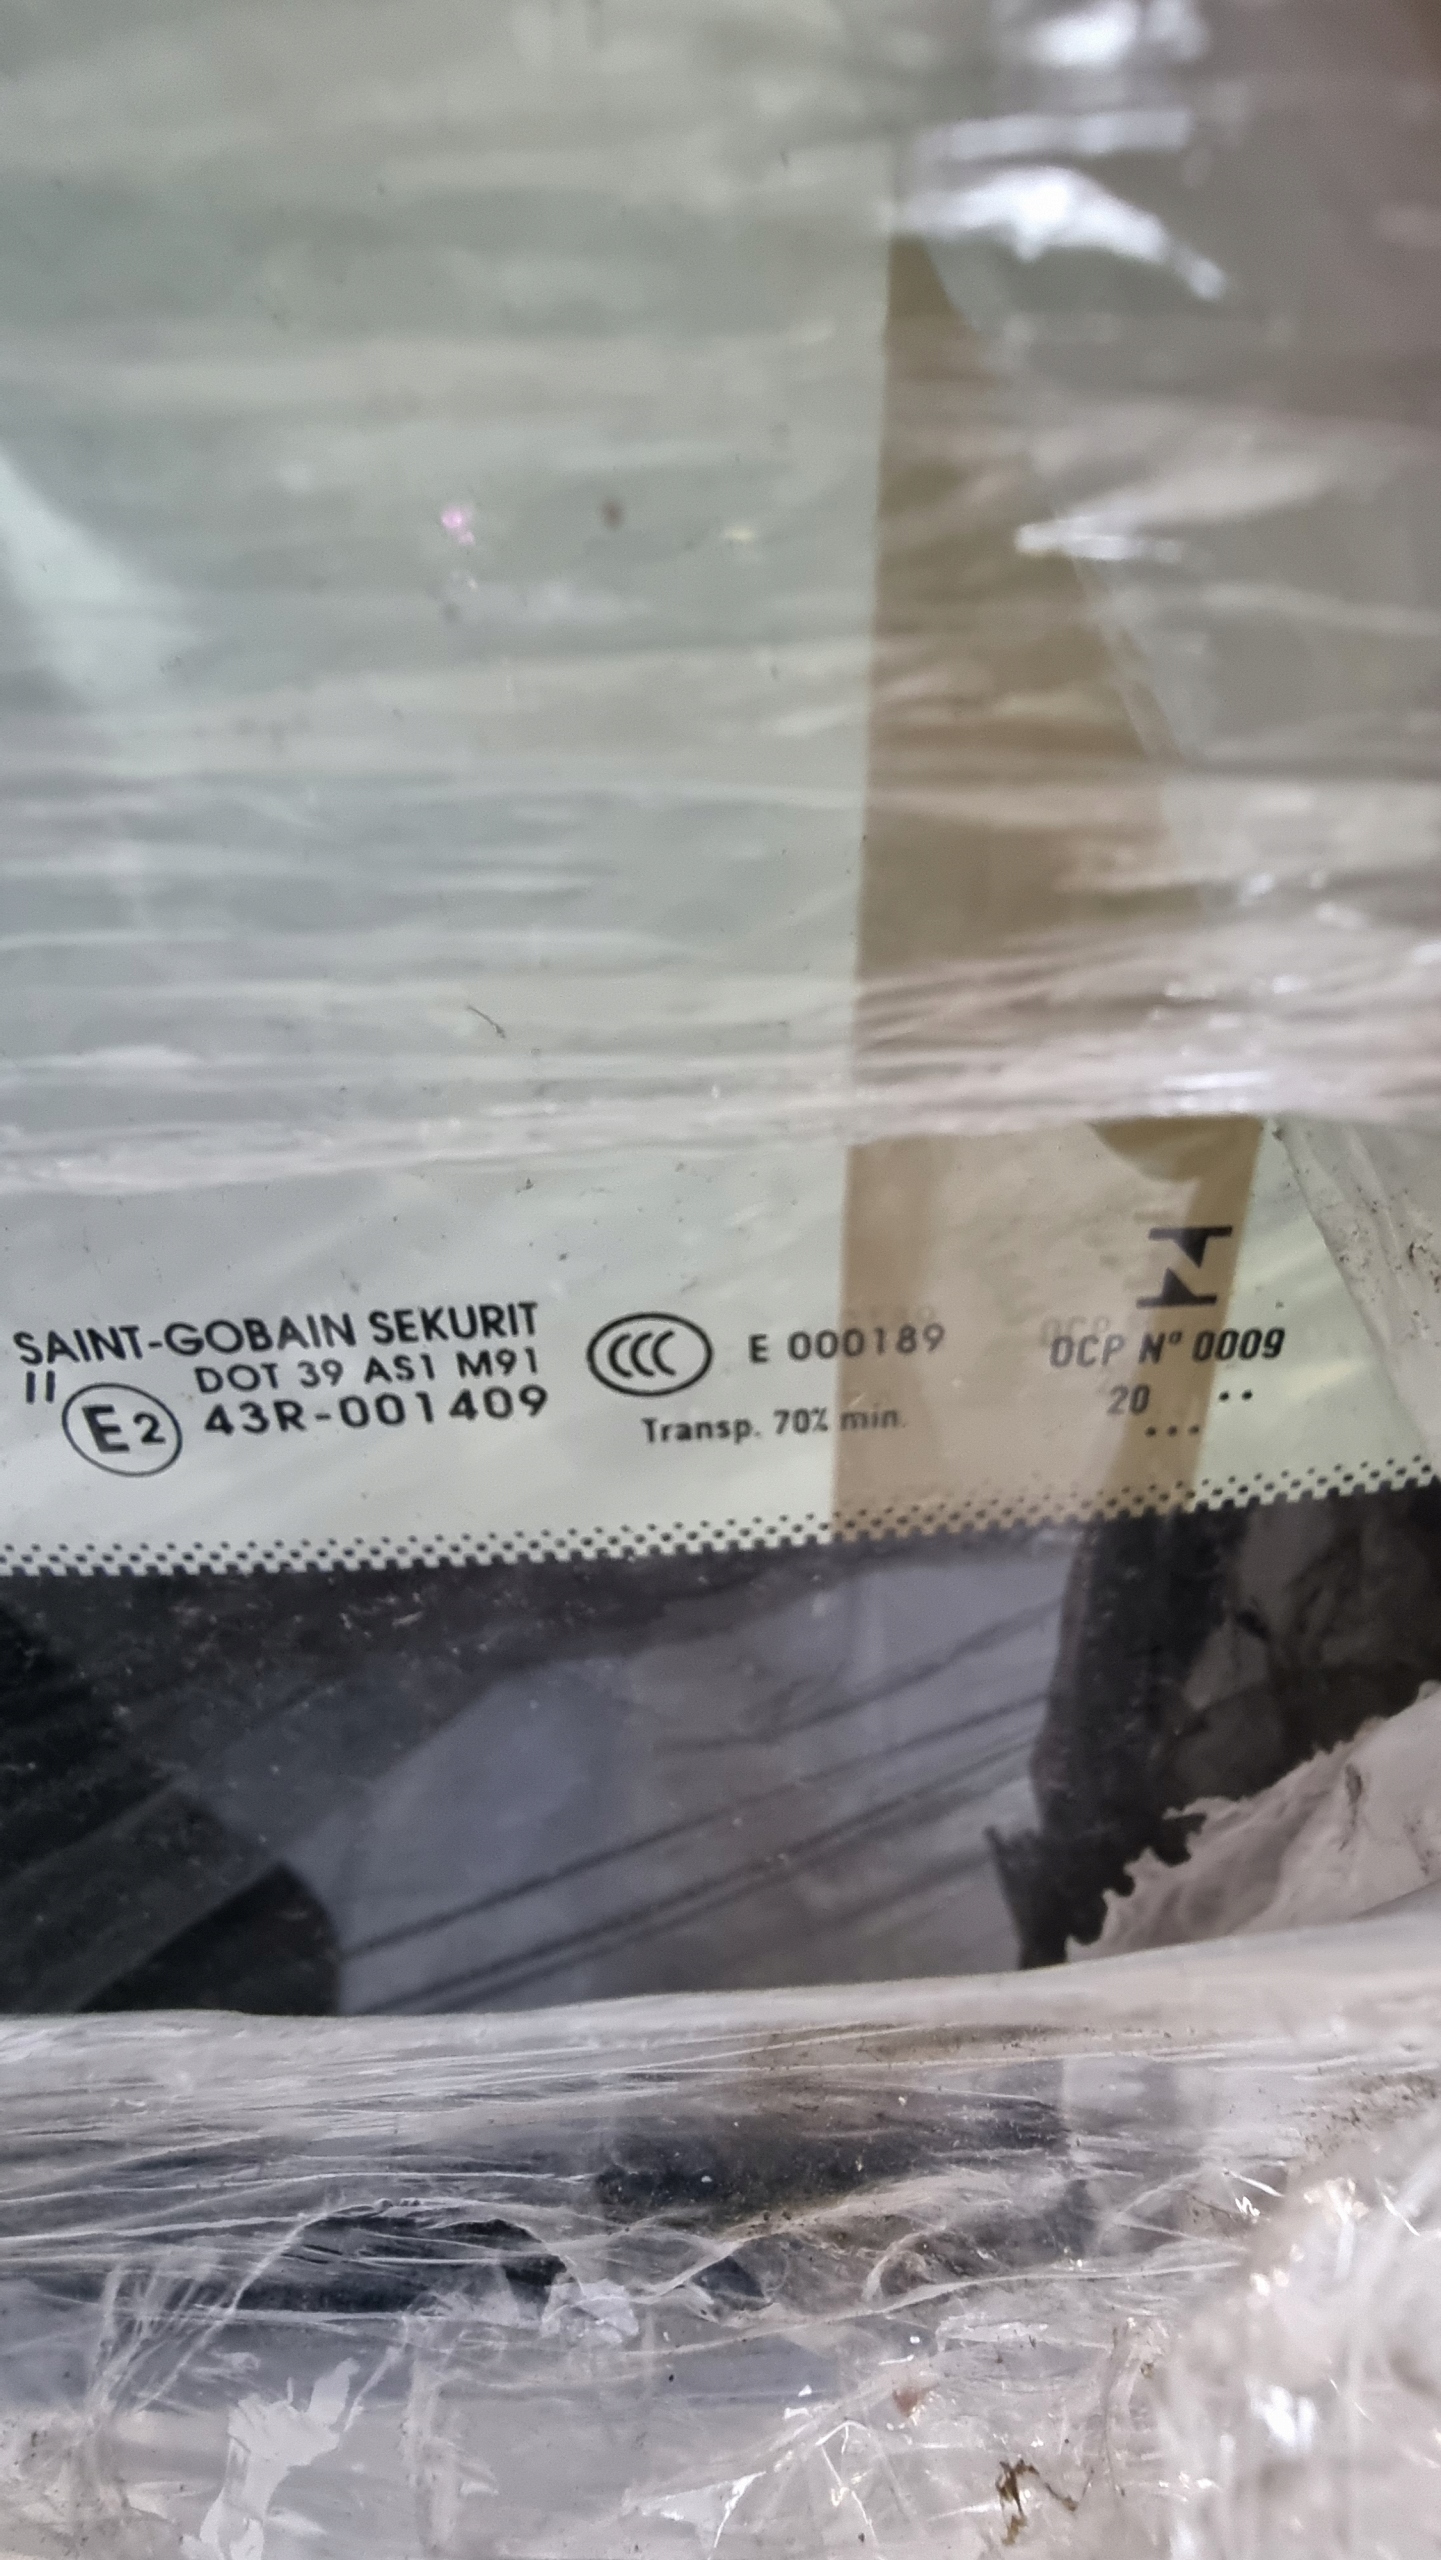 SAINT-GOBAIN SEKURIT
DOT 39 AS1 M91
II
E2 43R-001409
CCC E 000189
Transp. 70% min.
N
OCP Nº 0009
20 ..
...